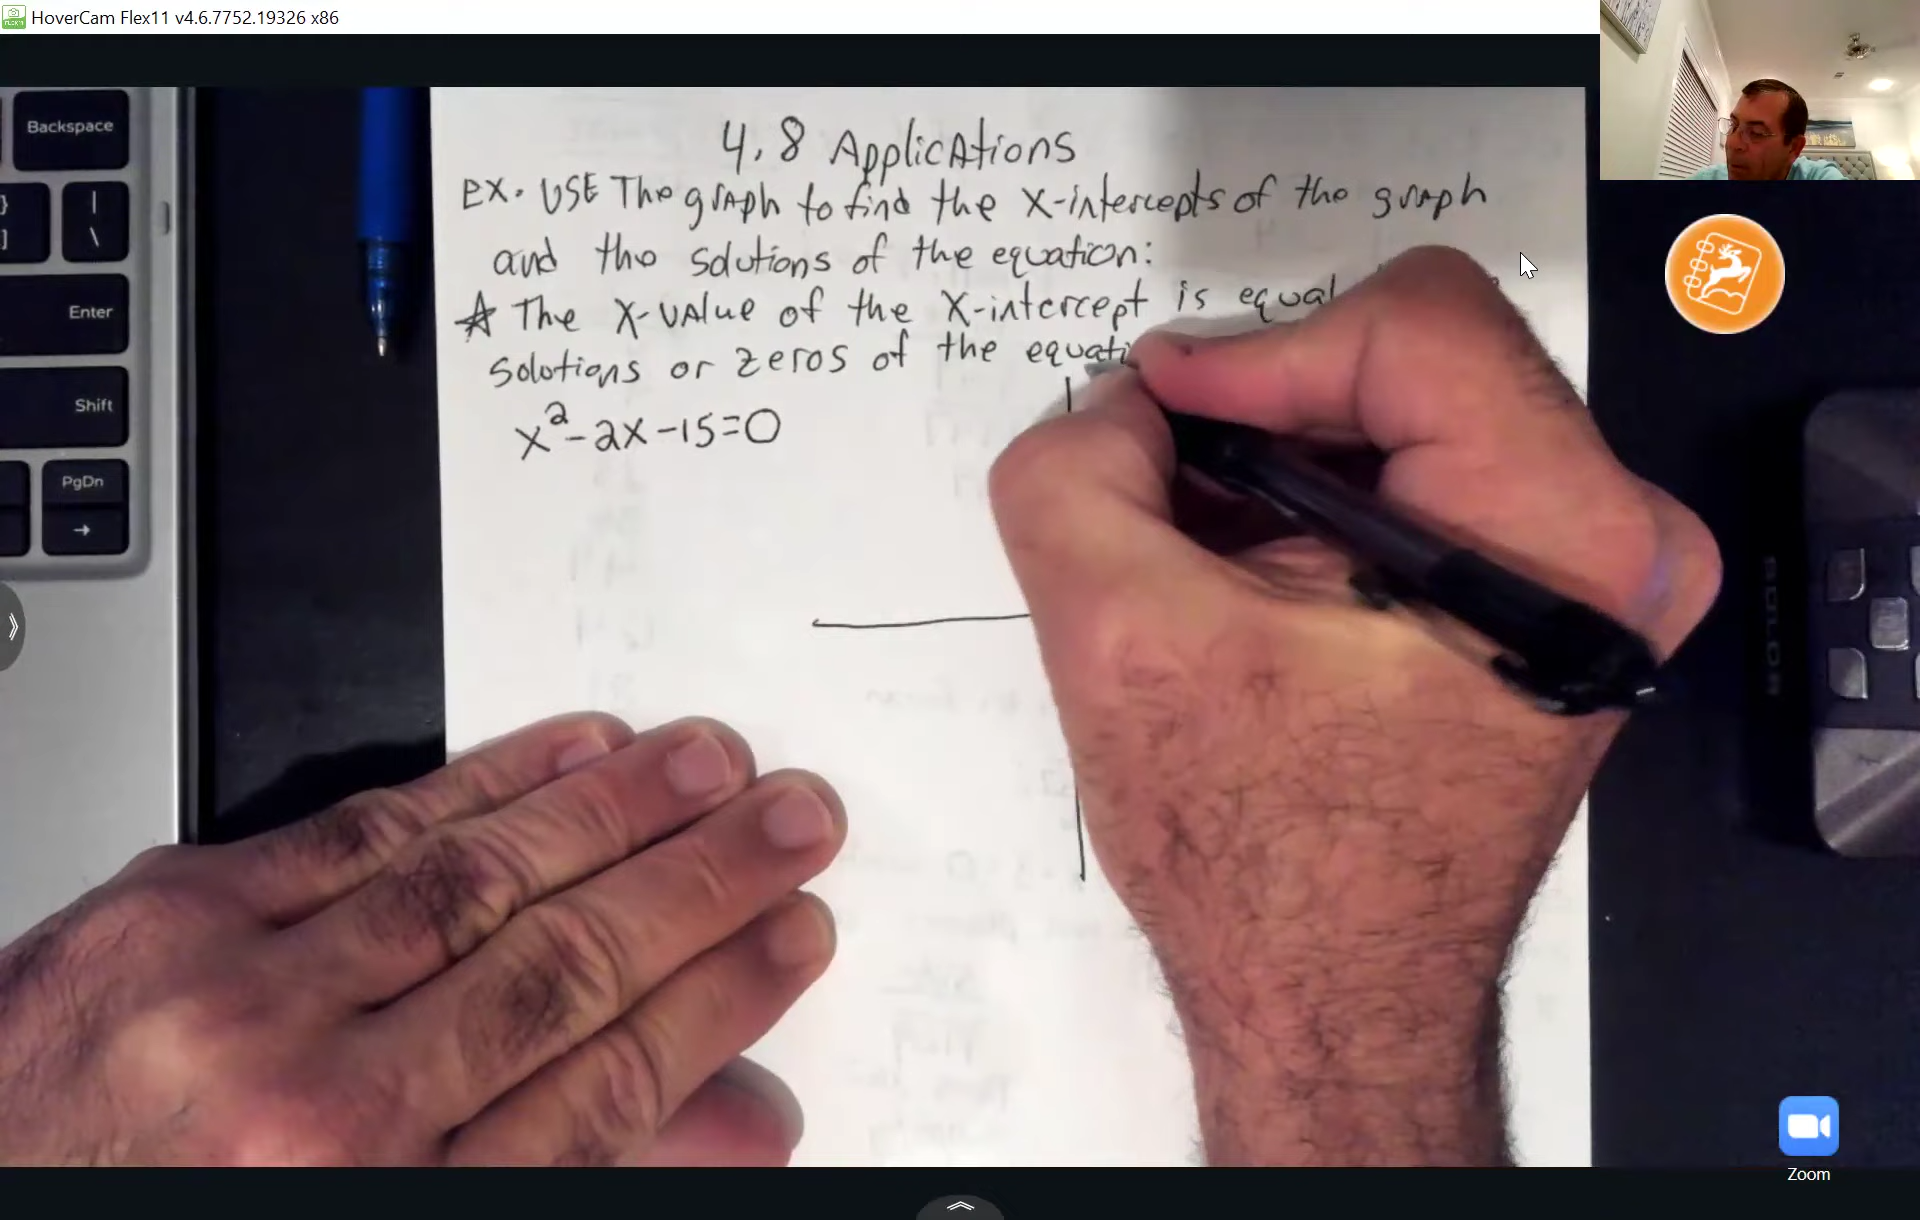 HoverCam Flex11 v4.6.7752.19326 x86
Backspace
}
]
|
\
Enter
Shift
PgDn
→
4.8 Applications
Ex. Use The graph to find the x-intercepts of the graph
and the solutions of the equation:
☆ The x-value of the x-intercept is equal
solutions or zeros of the
x²-2x-15=0
Zoom